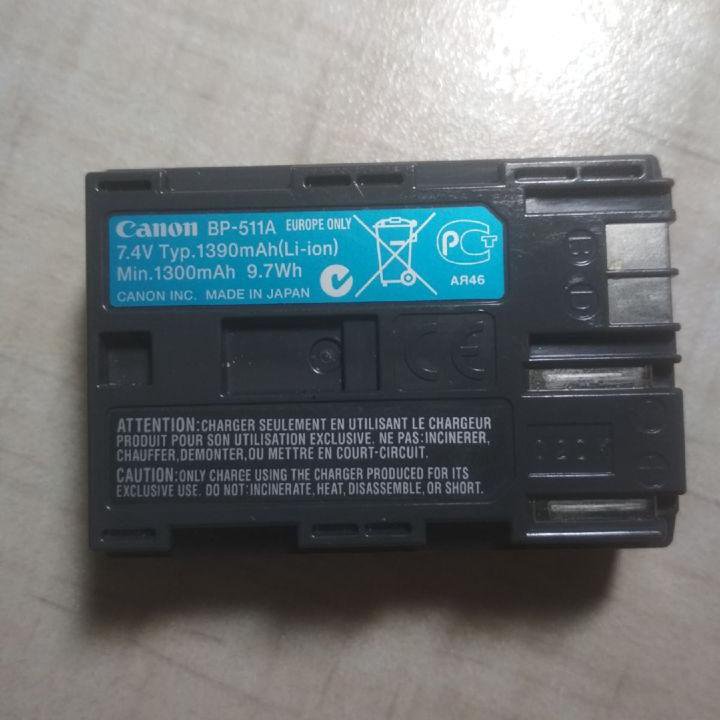 Canon BP-511A EUROPE ONLY
7.4V Typ.1390mAh(Li-ion)
Min.1300mAh 9.7Wh
CANON INC. MADE IN JAPAN
PCT
AЯ46
B D
CE
ATTENTION:CHARGER SEULEMENT EN UTILISANT LE CHARGEUR
PRODUIT POUR SON UTILISATION EXCLUSIVE. NE PAS:INCINERER,
CHAUFFER,DEMONTER,OU METTRE EN COURT-CIRCUIT.
CAUTION:ONLY CHARGE USING THE CHARGER PRODUCED FOR ITS
EXCLUSIVE USE. DO NOT:INCINERATE, HEAT, DISASSEMBLE, OR SHORT.